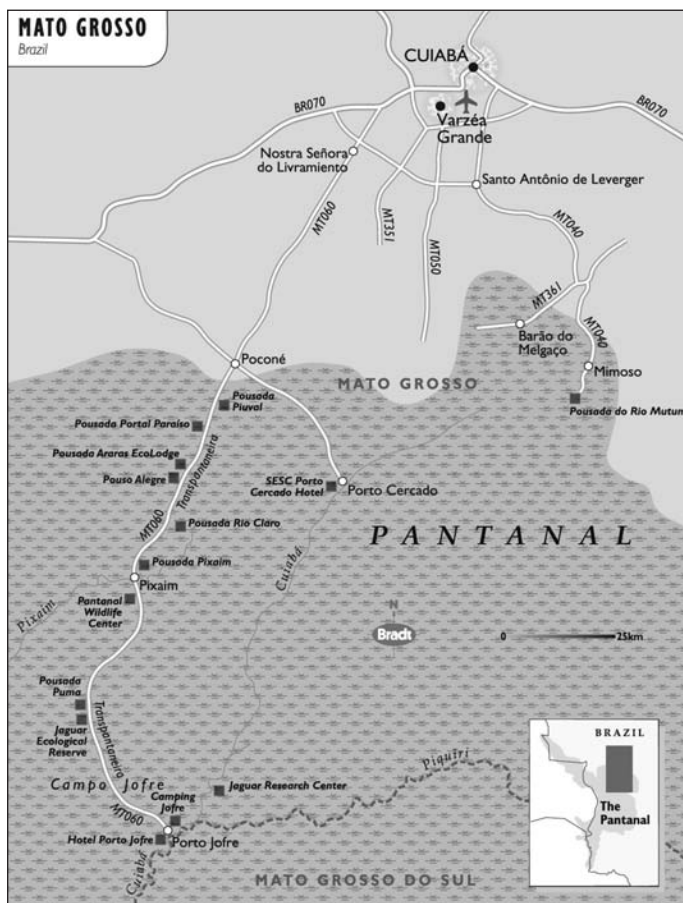 MATO GROSSO
Brazil
CUIABÁ
Varzéa
Grande
BR070
BR070
Nostra Señora
do Livramiento
Santo Antônio de Leverger
MT060
MT351
MT050
MT040
MT361
Barão do
Melgaço
MT040
Mimoso
Poconé
MATO GROSSO
Pousada
Piuval
Pousada do Rio Mutum
Pousada Portal Paraíso
Transpantaneira
Pousada Araras EcoLodge
Pouso Alegre
SESC Porto
Cercado Hotel
Porto Cercado
Pousada Rio Claro
PANTANAL
MT060
Cuiabá
Pousada Pixaim
Pixaim
Pantanal
Wildlife
Center
Pixaim
N
Bradt
0 25km
Pousada
Puma
Jaguar
Ecological
Reserve
Transpantaneira
Campo Jofre
Jaguar Research Center
Piquiri
MT060
Camping
Jofre
Hotel Porto Jofre
Porto Jofre
Cuiabá
MATO GROSSO DO SUL
BRAZIL
The
Pantanal